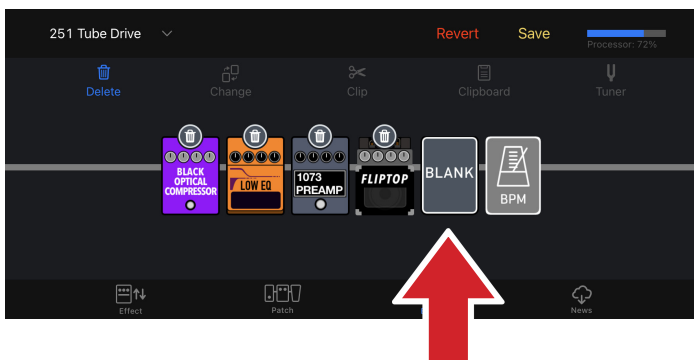 251 Tube Drive
Revert
Save
Processor: 72%
Delete
Change
Clip
Clipboard
Tuner
BLACK
OPTICAL
COMPRESSOR
LOW EQ
1073
PREAMP
FLIPTOP
BLANK
BPM
Effect
Patch
News